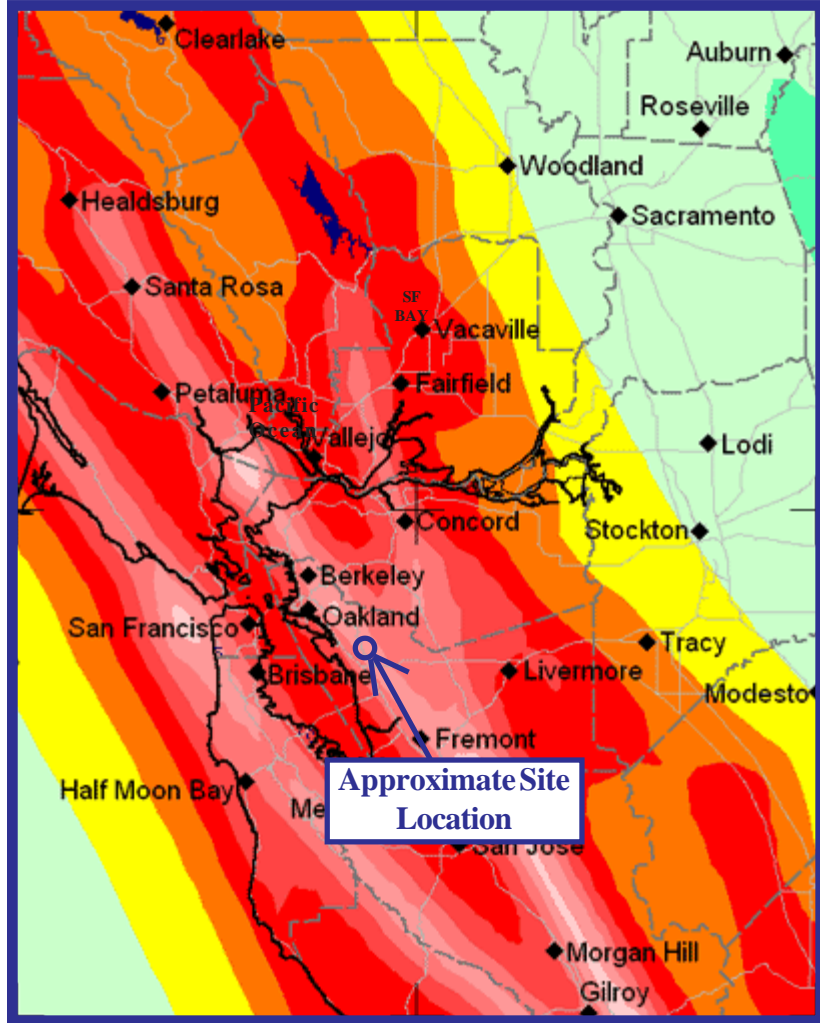 Clearlake
Auburn
Roseville
Woodland
Healdsburg
Sacramento
Santa Rosa
SF
BAY
Vacaville
Fairfield
Petaluma
Pacific
Ocean
Vallejo
Lodi
Concord
Stockton
Berkeley
Oakland
San Francisco
Tracy
Brisbane
Livermore
Modesto
Fremont
Half Moon Bay
Approximate Site
Location
Me
San Jose
Morgan Hill
Gilroy